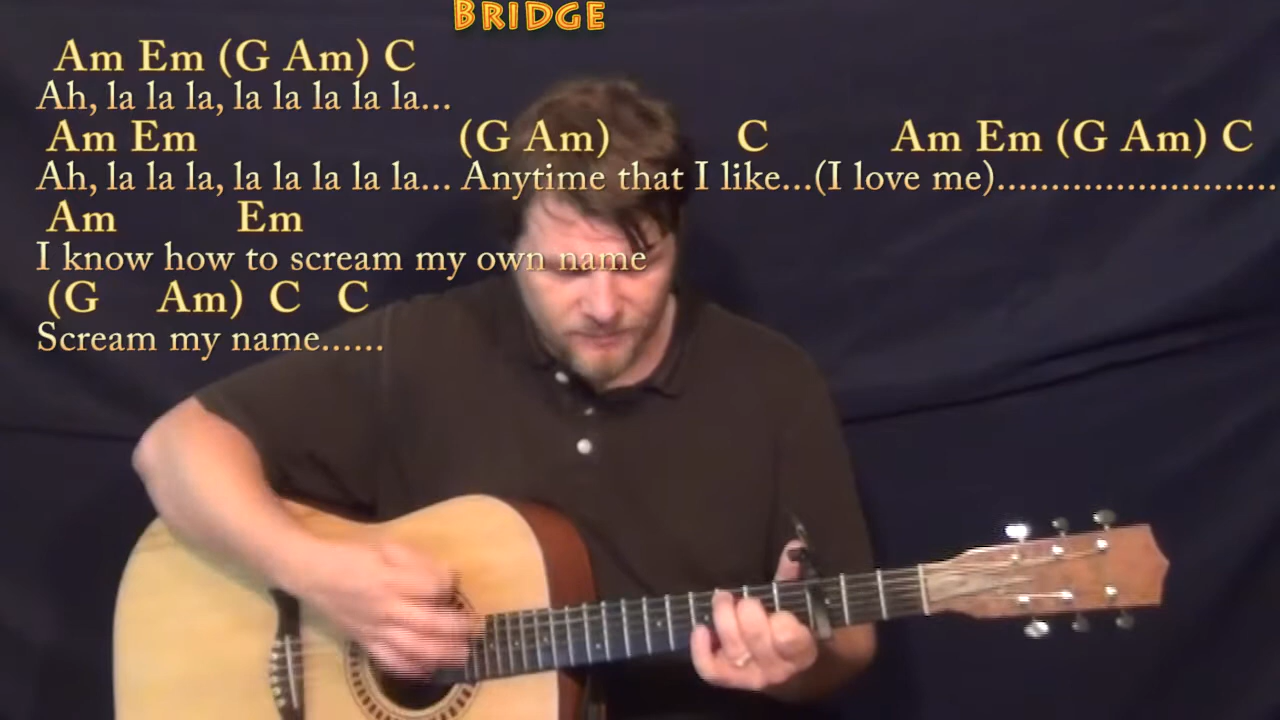 BRIDGE
Am Em (G Am) C
Ah, la la la, la la la la la...
Am Em (G Am) C Am Em (G Am) C
Ah, la la la, la la la la la... Anytime that I like...(I love me)..........................
Am Em
I know how to scream my own name
(G Am) C C
Scream my name......